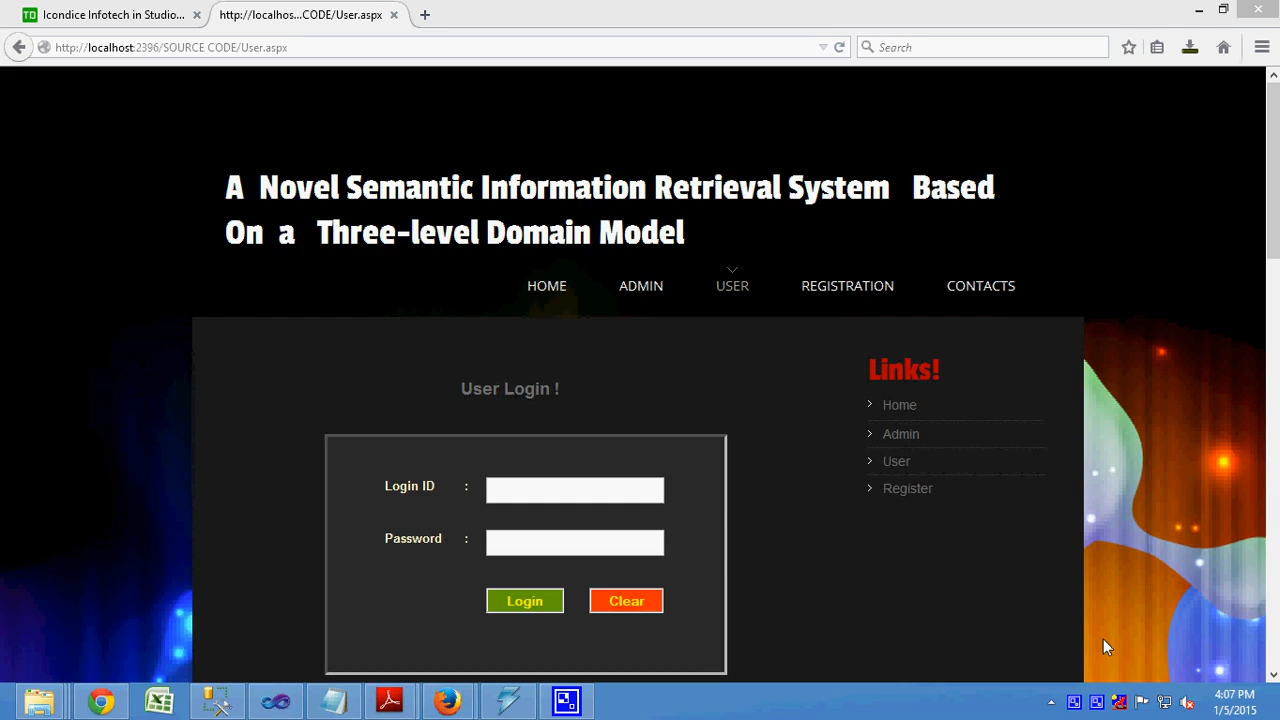 Icondice Infotech in Studio...
http://localhos...CODE/User.aspx
http://localhost:2396/SOURCE CODE/User.aspx
Search
A Novel Semantic Information Retrieval System Based
On a Three-level Domain Model
HOME ADMIN USER REGISTRATION CONTACTS
User Login !
Login ID :
Password :
Login Clear
Links!
Home
Admin
User
Register
4:07 PM
1/5/2015